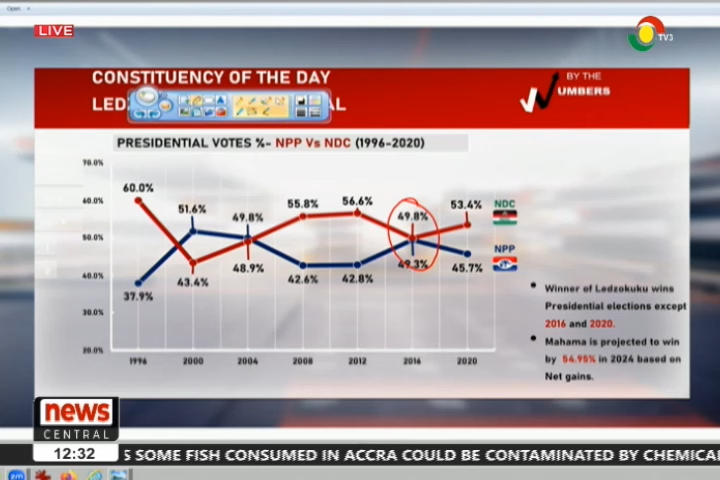 Open
LIVE
TV3
CONSTITUENCY OF THE DAY
LED
AL
BY THE
UMBERS
PRESIDENTIAL VOTES %- NPP Vs NDC (1996-2020)
70.0%
60.0%
50.0%
40.0%
30.0%
20.0%
60.0%
51.6%
49.8%
55.8%
56.6%
49.8%
53.4%
37.9%
43.4%
48.9%
42.6%
42.8%
49.3%
45.7%
NDC
NPP
1996
2000
2004
2008
2012
2016
2020
Winner of Ledzokuku wins
Presidential elections except
2016 and 2020.
Mahama is projected to win
by 54.95% in 2024 based on
Net gains.
news
CENTRAL
12:32
S SOME FISH CONSUMED IN ACCRA COULD BE CONTAMINATED BY CHEMICAL
zm